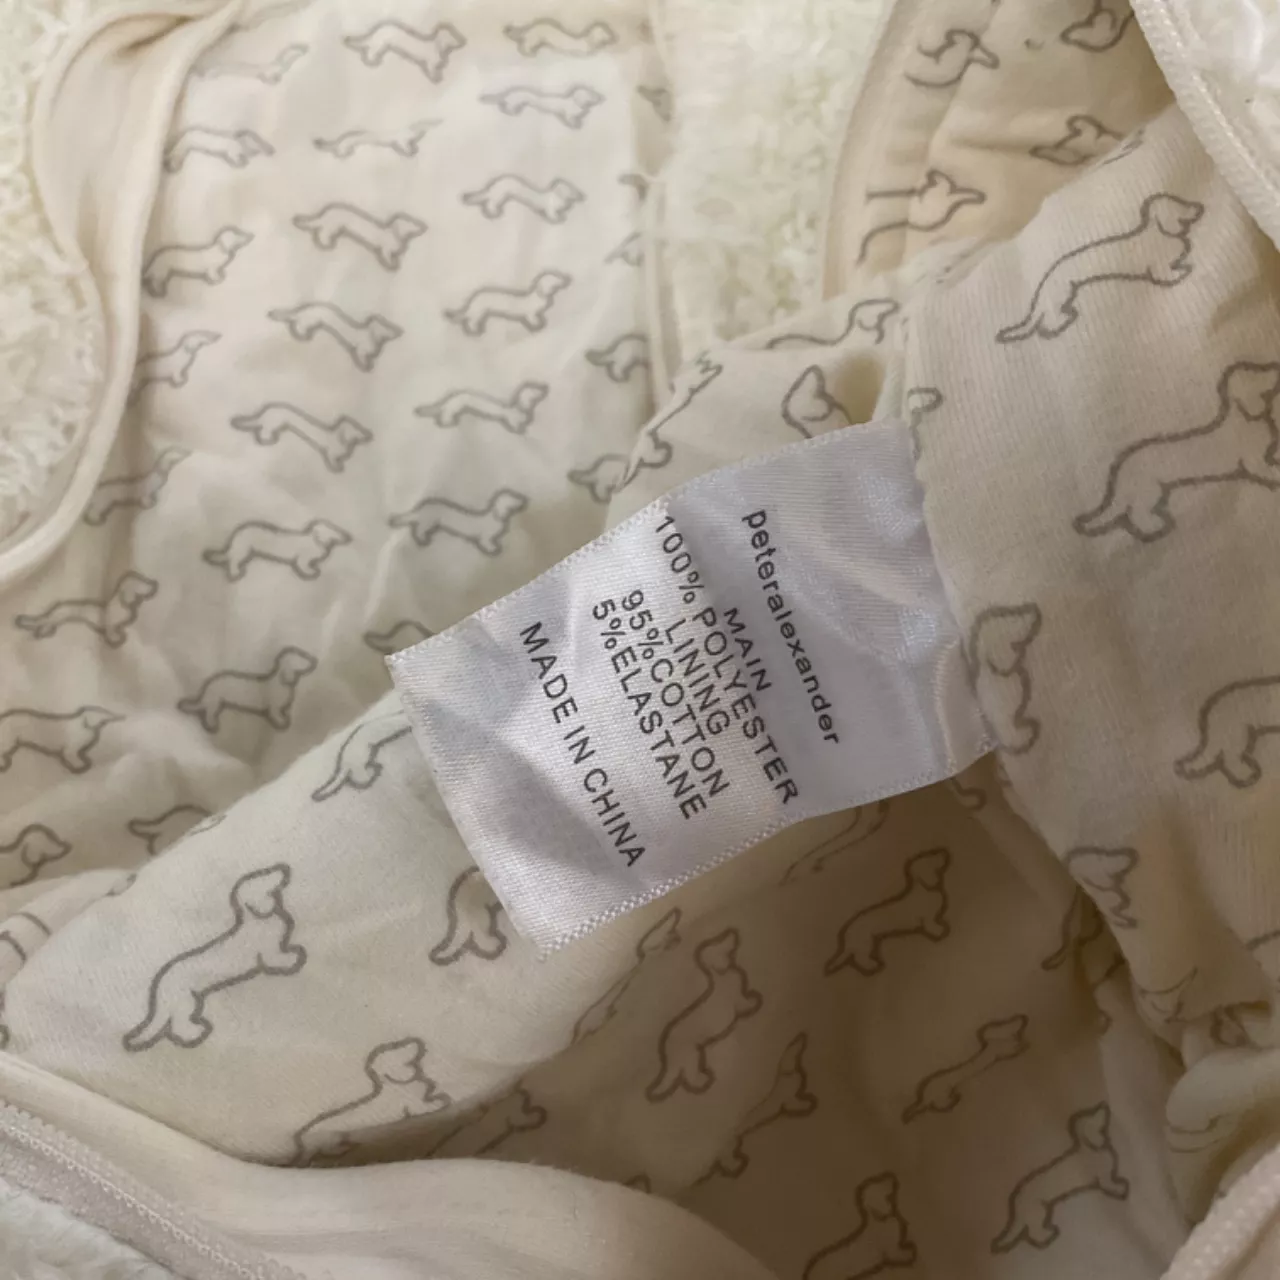 peteralexander
MAIN
100% POLYESTER
LINING
95%COTTON
5%ELASTANE
MADE IN CHINA